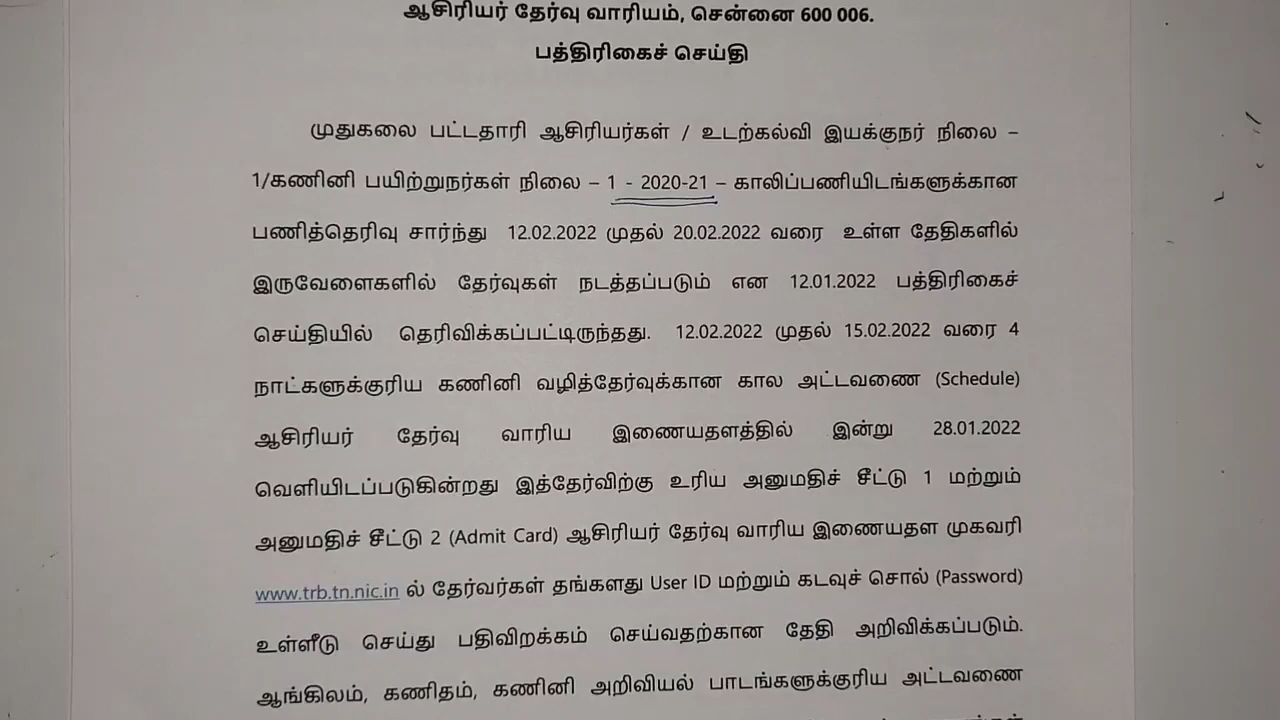 ஆசிரியர் தேர்வு வாரியம், சென்னை 600 006.
பத்திரிகைச் செய்தி
முதுகலை பட்டதாரி ஆசிரியர்கள் / உடற்கல்வி இயக்குநர் நிலை –
1/கணினி பயிற்றுநர்கள் நிலை – 1 - 2020-21 – காலிப்பணியிடங்களுக்கான
பணித்தெரிவு சார்ந்து 12.02.2022 முதல் 20.02.2022 வரை உள்ள தேதிகளில்
இருவேளைகளில் தேர்வுகள் நடத்தப்படும் என 12.01.2022 பத்திரிகைச்
செய்தியில் தெரிவிக்கப்பட்டிருந்தது. 12.02.2022 முதல் 15.02.2022 வரை 4
நாட்களுக்குரிய கணினி வழித்தேர்வுக்கான கால அட்டவணை (Schedule)
ஆசிரியர் தேர்வு வாரிய இணையதளத்தில் இன்று 28.01.2022
வெளியிடப்படுகின்றது இத்தேர்விற்கு உரிய அனுமதிச் சீட்டு 1 மற்றும்
அனுமதிச் சீட்டு 2 (Admit Card) ஆசிரியர் தேர்வு வாரிய இணையதள முகவரி
www.trb.tn.nic.in ல் தேர்வர்கள் தங்களது User ID மற்றும் கடவுச் சொல் (Password)
உள்ளீடு செய்து பதிவிறக்கம் செய்வதற்கான தேதி அறிவிக்கப்படும்.
ஆங்கிலம், கணிதம், கணினி அறிவியல் பாடங்களுக்குரிய அட்டவணை